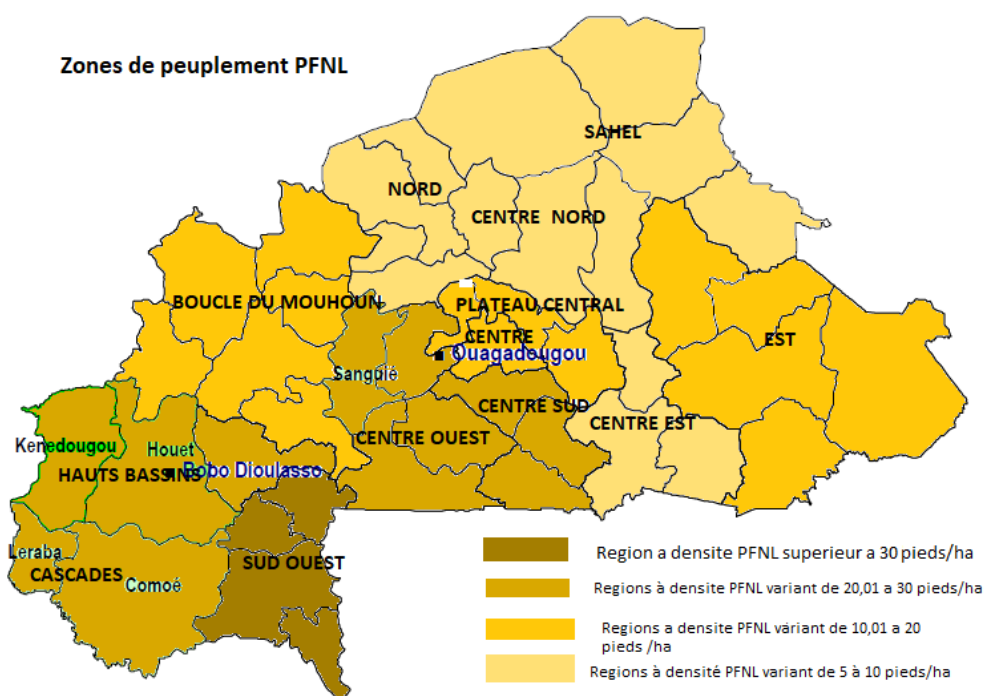 Zones de peuplement PFNL
SAHEL
NORD
CENTRE NORD
BOUCLE DU MOUHOUN
PLATEAU CENTRAL
CENTRE
Ouagadougou
EST
Sanguié
CENTRE SUD
CENTRE EST
CENTRE OUEST
Kenedougou
Houet
HAUTS BASSINS
Bobo Dioulasso
Leraba
CASCADES
Comoé
SUD OUEST
Region a densite PFNL superieur a 30 pieds/ha
Regions à densite PFNL variant de 20,01 a 30 pieds/ha
Regions a densite PFNL variant de 10,01 a 20
pieds /ha
Regions à densité PFNL variant de 5 à 10 pieds/ha